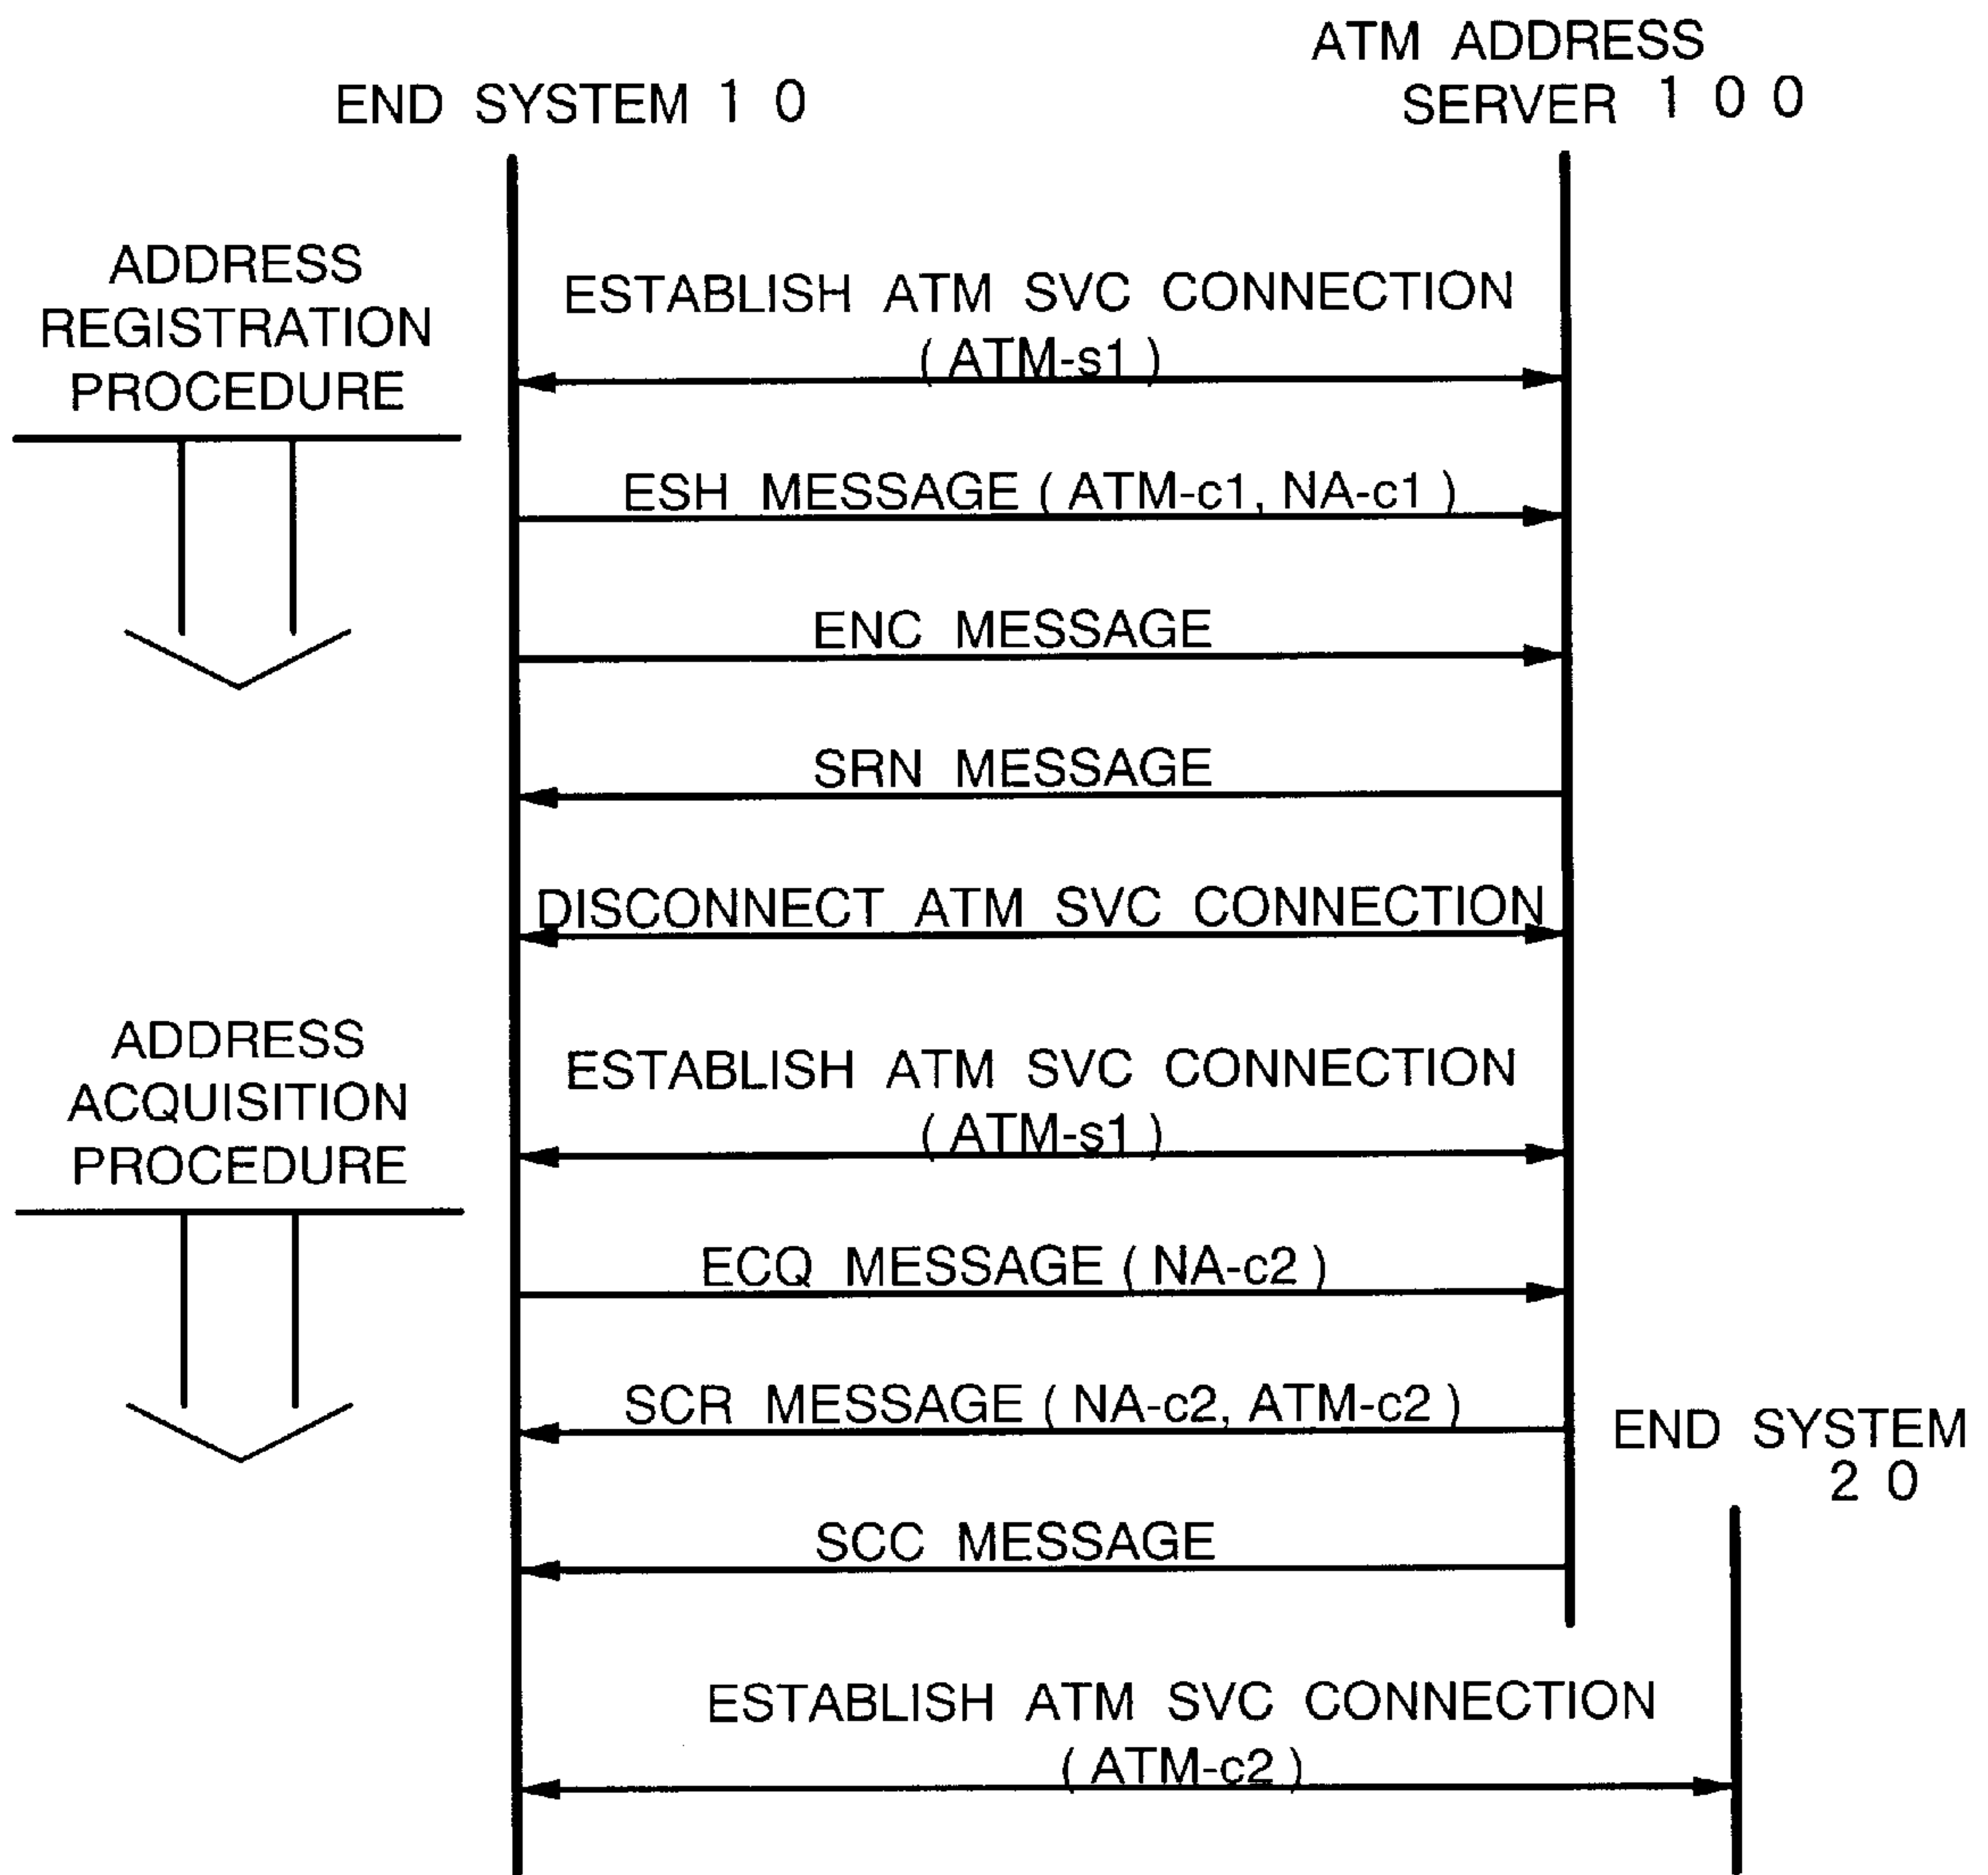 ATM ADDRESS
SERVER 1 0 0
END SYSTEM 1 0
ADDRESS
REGISTRATION
PROCEDURE
ESTABLISH ATM SVC CONNECTION
( ATM-s1 )
ESH MESSAGE ( ATM-c1, NA-c1 )
ENC MESSAGE
SRN MESSAGE
DISCONNECT ATM SVC CONNECTION
ADDRESS
ACQUISITION
PROCEDURE
ESTABLISH ATM SVC CONNECTION
( ATM-s1 )
ECQ MESSAGE ( NA-c2 )
SCR MESSAGE ( NA-c2, ATM-c2 )
END SYSTEM
2 0
SCC MESSAGE
ESTABLISH ATM SVC CONNECTION
( ATM-c2 )